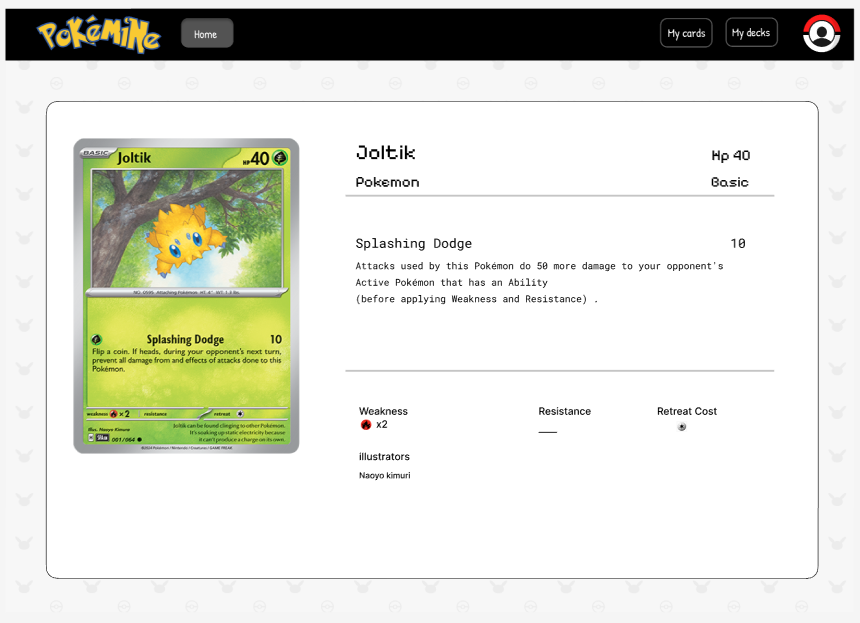 PoKéMiNe
Home
My cards
My decks
BASIC
Joltik
HP 40
NO. 0595 Attaching Pokémon HT: 4" WT: 1.3 lbs.
Splashing Dodge 10
Flip a coin. If heads, during your opponent's next turn,
prevent all damage from and effects of attacks done to this
Pokémon.
weakness x2 resistance retreat
Illus. Naoyo Kimura
001/064
Joltik can be found clinging to other Pokémon.
It's soaking up static electricity because
it can't produce a charge on its own.
©2024 Pokémon / Nintendo / Creatures / GAME FREAK
Joltik
Hp 40
Pokemon
Basic
Splashing Dodge
10
Attacks used by this Pokémon do 50 more damage to your opponent's
Active Pokémon that has an Ability
(before applying Weakness and Resistance) .
Weakness
x2
Resistance
Retreat Cost
illustrators
Naoyo kimuri